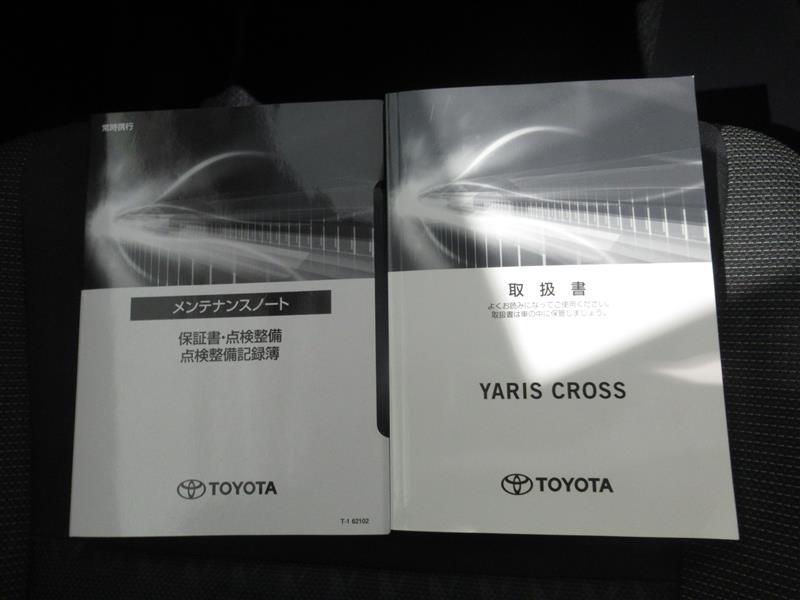 常時携行
メンテナンスノート
保証書・点検整備
点検整備記録簿
TOYOTA
T-1 62102
取扱書
よくお読みになってご使用ください。
取扱書は車の中に保管しましょう。
YARIS CROSS
TOYOTA